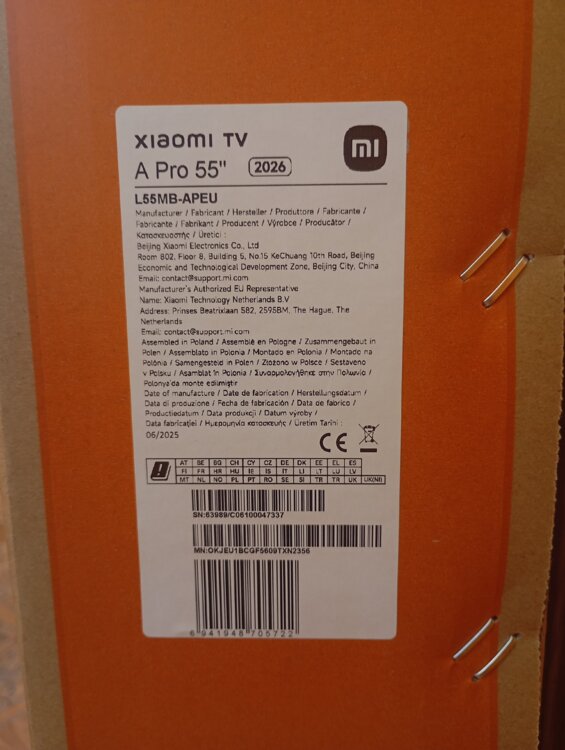 xiaomi TV
mi
A Pro 55" 2026
L55MB-APEU
Manufacturer / Fabricant / Hersteller / Produttore / Fabricante /
Fabricante / Fabrikant / Producent / Výrobce / Producător /
Κατασκευαστής / Üretici :
Beijing Xiaomi Electronics Co., Ltd
Room 802, Floor 8, Building 5, No.15 KeChuang 10th Road, Beijing
Economic and Technological Development Zone, Beijing City, China
Email: contact@support.mi.com
Manufacturer's Authorized EU Representative
Name: Xiaomi Technology Netherlands B.V
Address: Prinses Beatrixlaan 582, 2595BM, The Hague, The
Netherlands
Email: contact@support.mi.com
Assembled in Poland / Assemblé en Pologne / Zusammengebaut in
Polen / Assemblato in Polonia / Montado en Polonia / Montado na
Polônia / Samengesteld in Polen / Złożono w Polsce / Sestaveno
v Polsku / Asamblat în Polonia / Συναρμολογήθηκε στην Πολωνία /
Polonya'da monte edilmiştir
Date of manufacture / Date de fabrication / Herstellungsdatum /
Data di produzione / Fecha de fabricación / Data de fabrico /
Productiedatum / Data produkcji / Datum výroby /
Data fabricației / Ημερομηνία κατασκευής / Üretim Tarihi :
06/2025
CE
AT BE BG CH CY CZ DE DK EE EL ES
FI FR HR HU IE IS IT LI LT LU LV
MT NL NO PL PT RO SE SI TR TR UK UK(NI)
SN:63989/C06100047337
MN:OKJEU1BCGF5609TXN2356
6 941948 705722